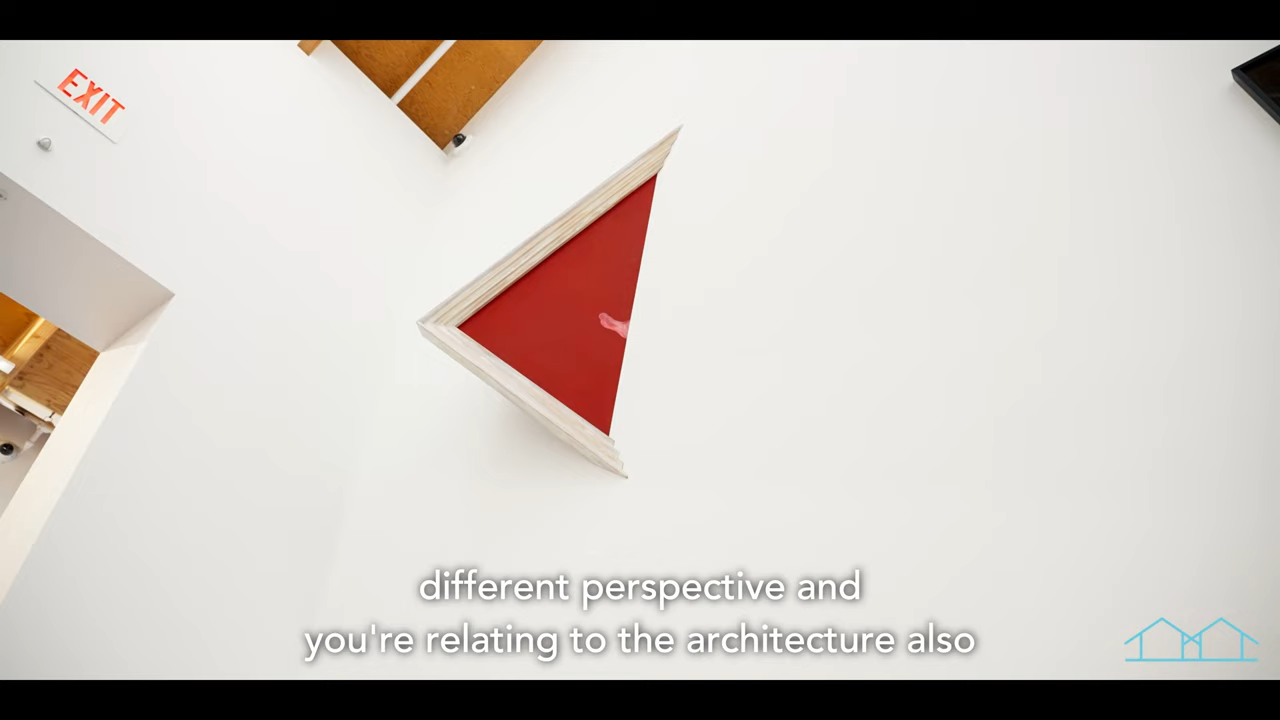 EXIT
different perspective and
you're relating to the architecture also